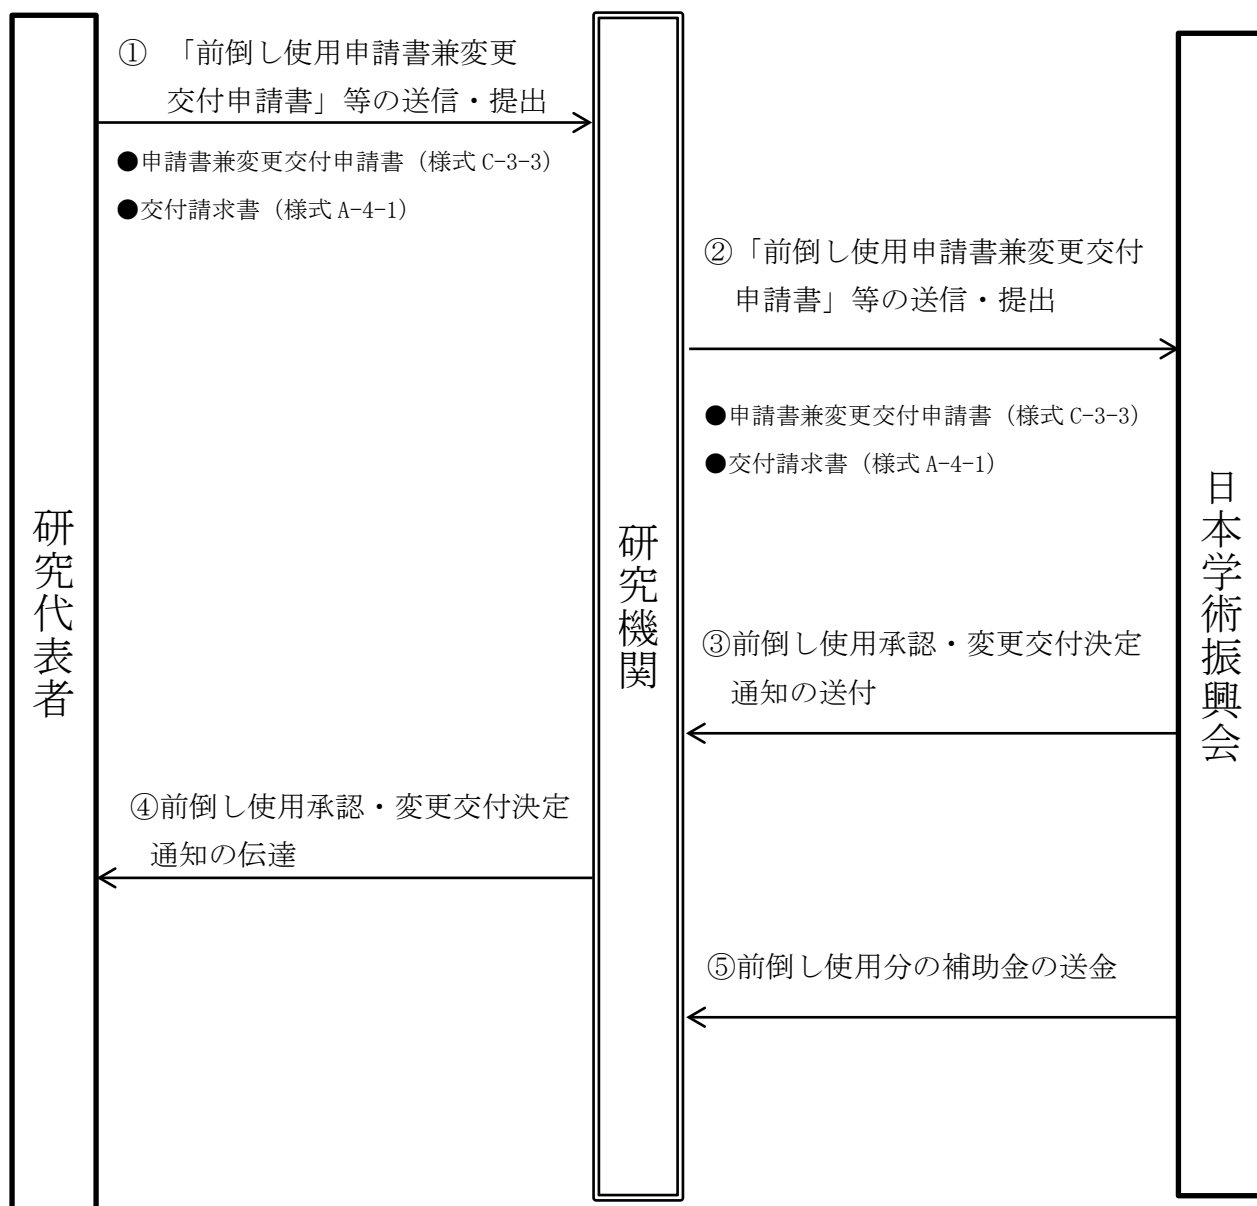 ① 「前倒し使用申請書兼変更
交付申請書」等の送信・提出
●申請書兼変更交付申請書（様式 C-3-3）
●交付請求書（様式 A-4-1）
②「前倒し使用申請書兼変更交付
申請書」等の送信・提出
●申請書兼変更交付申請書（様式 C-3-3）
●交付請求書（様式 A-4-1）
研究代表者
研究機関
日本学術振興会
③前倒し使用承認・変更交付決定
通知の送付
④前倒し使用承認・変更交付決定
通知の伝達
⑤前倒し使用分の補助金の送金